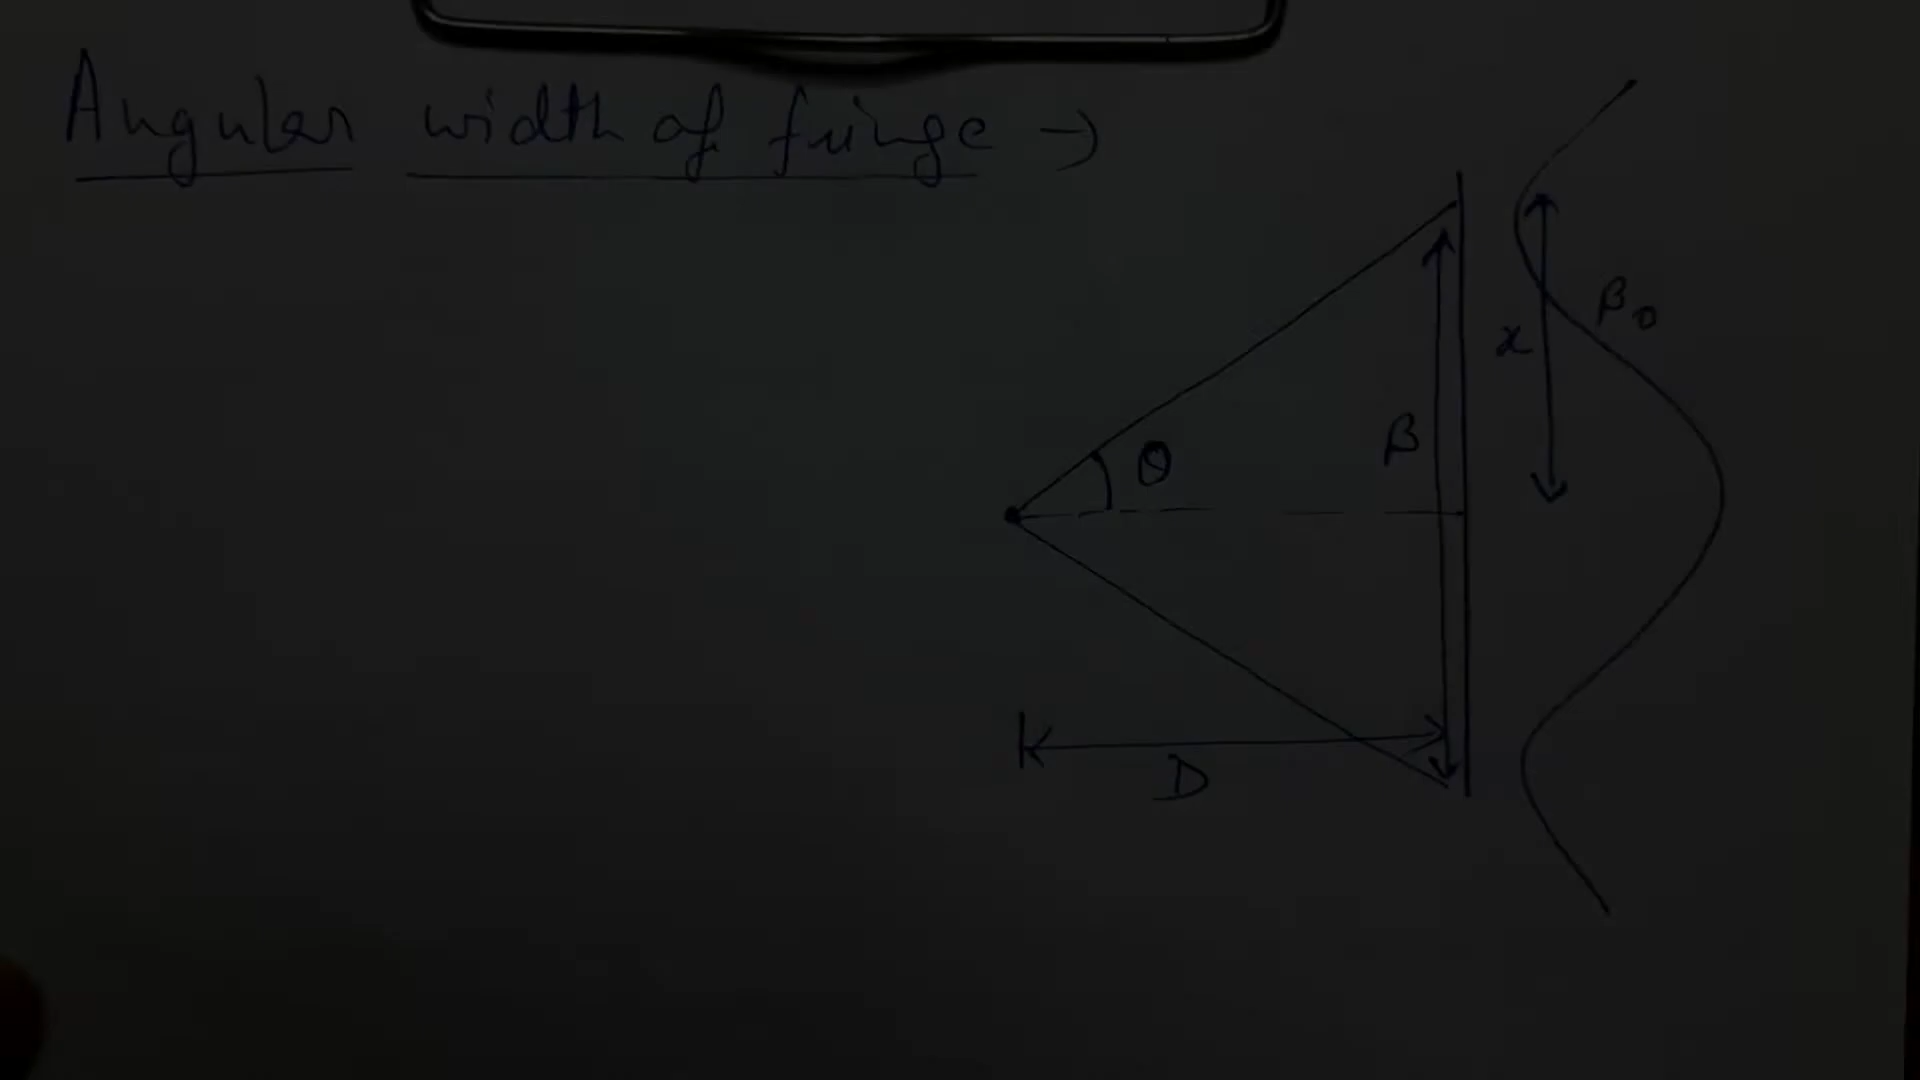 Angular width of fringe →
β₀
x
β
θ
D